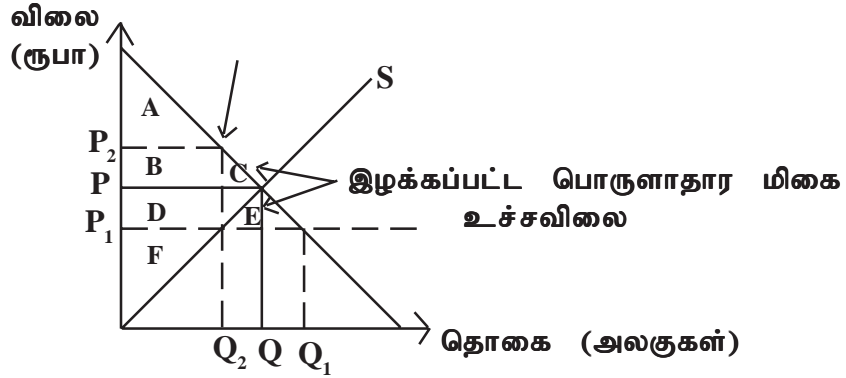 விலை
(ரூபா)
S
A
P2
B
C
P
இழக்கப்பட்ட பொருளாதார மிகை
D
E
உச்சவிலை
P1
F
Q2 Q Q1
தொகை (அலகுகள்)